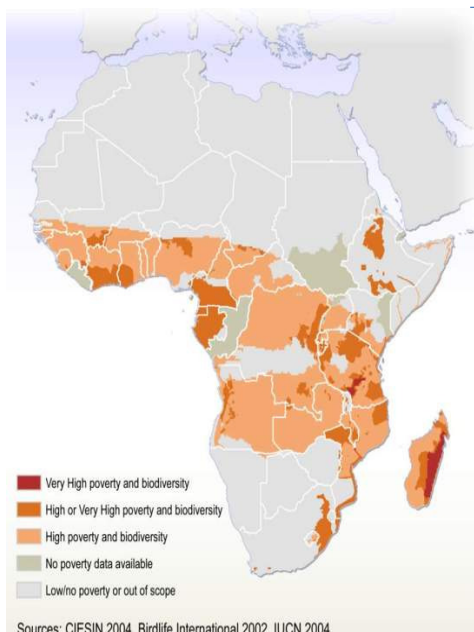 Very High poverty and biodiversity
High or Very High poverty and biodiversity
High poverty and biodiversity
No poverty data available
Low/no poverty or out of scope
Sources: CIESIN 2004, Birdlife International 2002, IUCN 2004